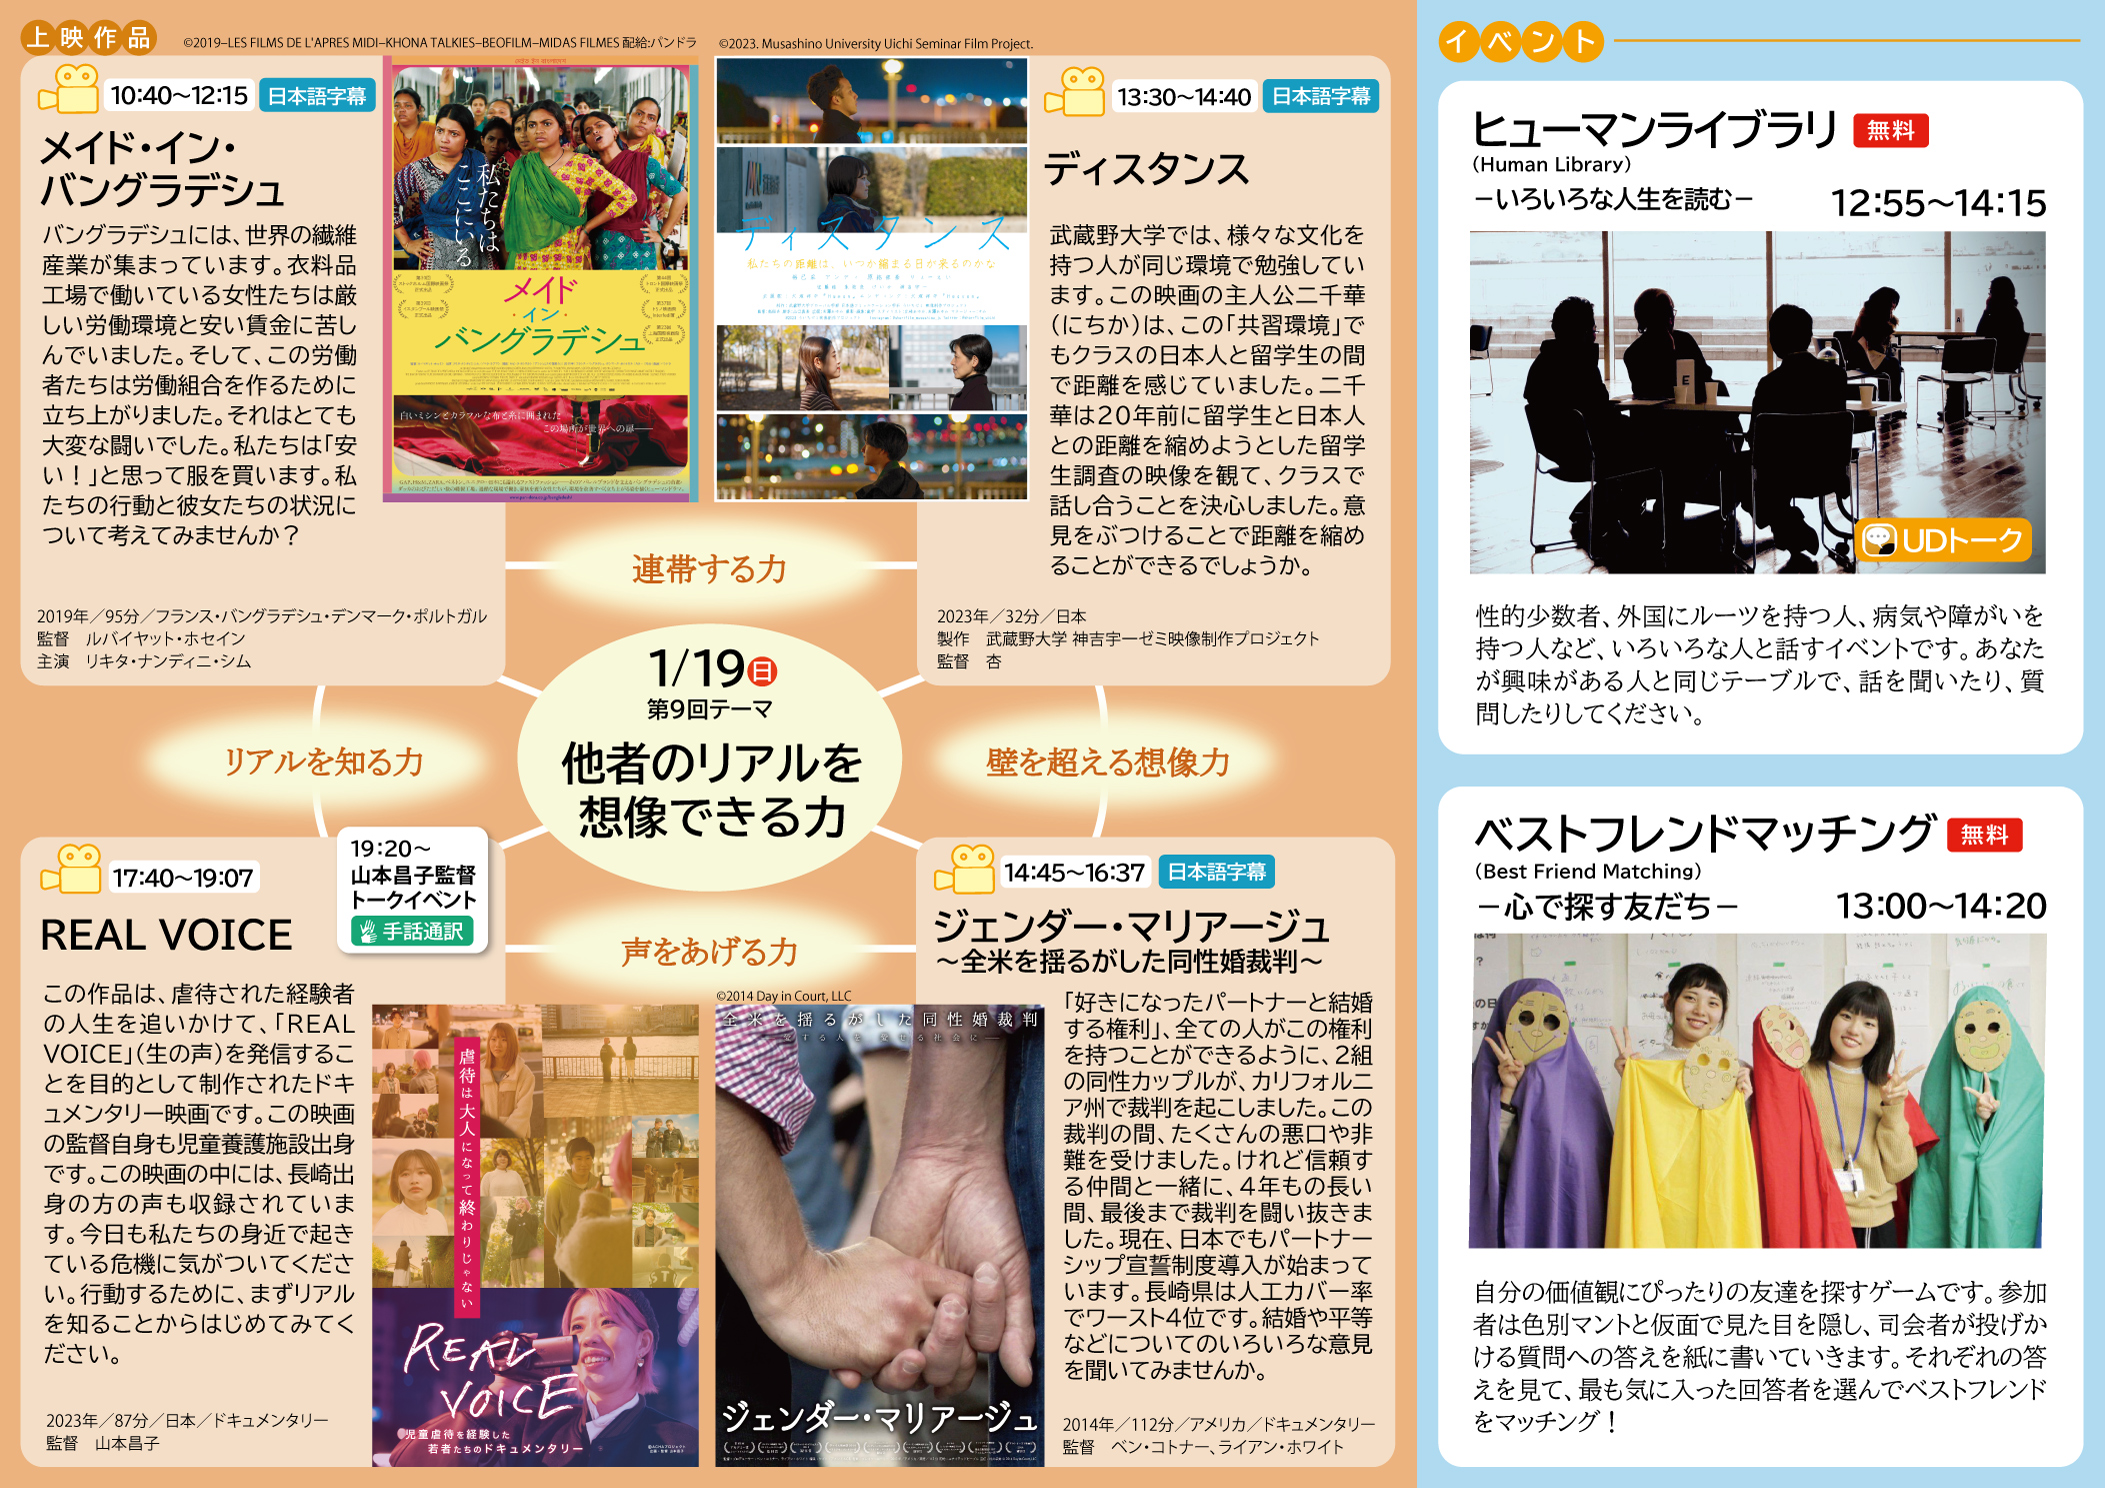 上映作品
©2019–LES FILMS DE L'APRES MIDI–KHONA TALKIES–BEOFILM–MIDAS FILMES 配給:パンドラ
10:40〜12:15 日本語字幕
メイド・イン・
バングラデシュ
バングラデシュには、世界の繊維
産業が集まっています。衣料品
工場で働いている女性たちは厳
しい労働環境と安い賃金に苦し
んでいました。そして、この労働
者たちは労働組合を作るために
立ち上がりました。それはとても
大変な闘いでした。私たちは「安
い！」と思って服を買います。私
たちの行動と彼女たちの状況に
ついて考えてみませんか？
2019年／95分／フランス・バングラデシュ・デンマーク・ポルトガル
監督　ルバイヤット・ホセイン
主演　リキタ・ナンディニ・シム
私たちは、
ここにいる
メイド
・イン・
バングラデシュ
白いミシンとカラフルな布と糸に囲まれた
この場所が世界への扉――
©2023. Musashino University Uichi Seminar Film Project.
ディスタンス
私たちの距離は、いつか縮まる日が来るのかな
13:30〜14:40 日本語字幕
ディスタンス
武蔵野大学では、様々な文化を
持つ人が同じ環境で勉強してい
ます。この映画の主人公二千華
（にちか）は、この「共習環境」で
もクラスの日本人と留学生の間
で距離を感じていました。二千
華は20年前に留学生と日本人
との距離を縮めようとした留学
生調査の映像を観て、クラスで
話し合うことを決心しました。意
見をぶつけることで距離を縮め
ることができるでしょうか。
2023年／32分／日本
製作　武蔵野大学 神吉宇一ゼミ映像制作プロジェクト
監督　杏
連帯する力
リアルを知る力
1/19日
第9回テーマ
他者のリアルを
想像できる力
壁を超える想像力
声をあげる力
17:40〜19:07
REAL VOICE
19:20〜
山本昌子監督
トークイベント
手話通訳
この作品は、虐待された経験者
の人生を追いかけて、「REAL
VOICE」（生の声）を発信するこ
とを目的として制作されたドキ
ュメンタリー映画です。この映画
の監督自身も児童養護施設出身
です。この映画の中には、長崎出
身の方の声も収録されていま
す。今日も私たちの身近で起き
ている危機に気がついてくださ
い。行動するために、まずリアル
を知ることからはじめてみてく
ださい。
2023年／87分／日本／ドキュメンタリー
監督　山本昌子
虐待は大人になって終わりじゃない
REAL
VOICE
児童虐待を経験した
若者たちのドキュメンタリー
14:45〜16:37 日本語字幕
ジェンダー・マリアージュ
〜全米を揺るがした同性婚裁判〜
©2014 Day in Court, LLC
全米を揺るがした同性婚裁判
ジェンダー・マリアージュ
「好きになったパートナーと結婚
する権利」、全ての人がこの権利
を持つことができるように、2組
の同性カップルが、カリフォルニ
ア州で裁判を起こしました。この
裁判の間、たくさんの悪口や非
難を受けました。けれど信頼す
る仲間と一緒に、4年もの長い
間、最後まで裁判を闘い抜きま
した。現在、日本でもパートナー
シップ宣誓制度導入が始まって
います。長崎県は人工カバー率
でワースト4位です。結婚や平等
などについてのいろいろな意見
を聞いてみませんか。
2014年／112分／アメリカ／ドキュメンタリー
監督　ベン・コトナー、ライアン・ホワイト
イベント
ヒューマンライブラリ 無料
(Human Library)
−いろいろな人生を読む− 12:55〜14:15
E
UDトーク
性的少数者、外国にルーツを持つ人、病気や障がいを
持つ人など、いろいろな人と話すイベントです。あなた
が興味がある人と同じテーブルで、話を聞いたり、質
問したりしてください。
ベストフレンドマッチング 無料
(Best Friend Matching)
−心で探す友だち− 13:00〜14:20
自分の価値観にぴったりの友達を探すゲームです。参加
者は色別マントと仮面で見た目を隠し、司会者が投げか
ける質問への答えを紙に書いていきます。それぞれの答
えを見て、最も気に入った回答者を選んでベストフレンド
をマッチング！